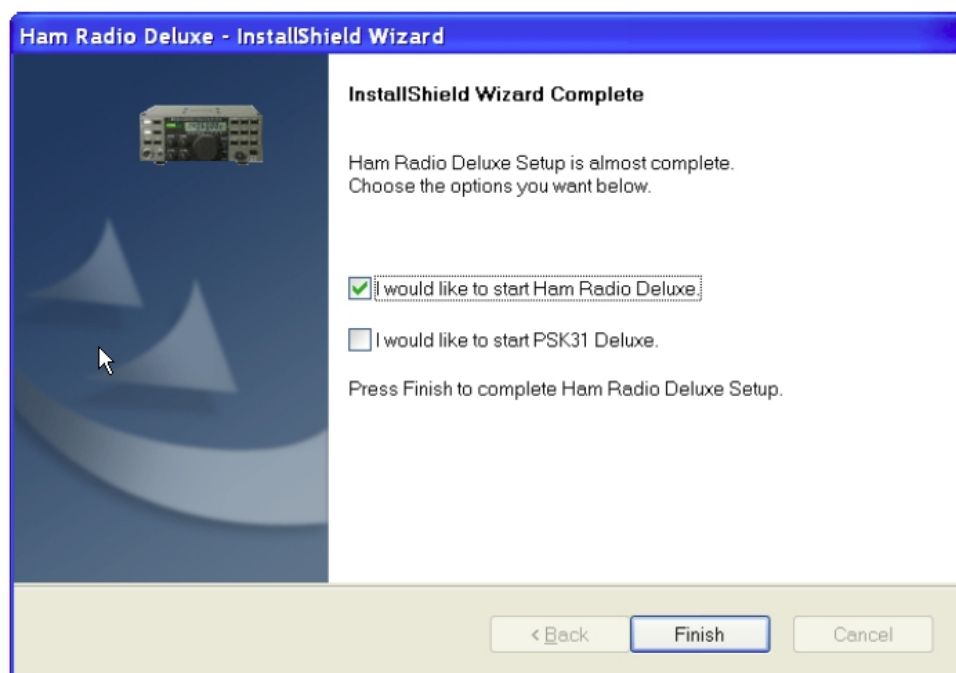 Ham Radio Deluxe - InstallShield Wizard
InstallShield Wizard Complete
Ham Radio Deluxe Setup is almost complete.
Choose the options you want below.
I would like to start Ham Radio Deluxe.
I would like to start PSK31 Deluxe.
Press Finish to complete Ham Radio Deluxe Setup.
< Back
Finish
Cancel